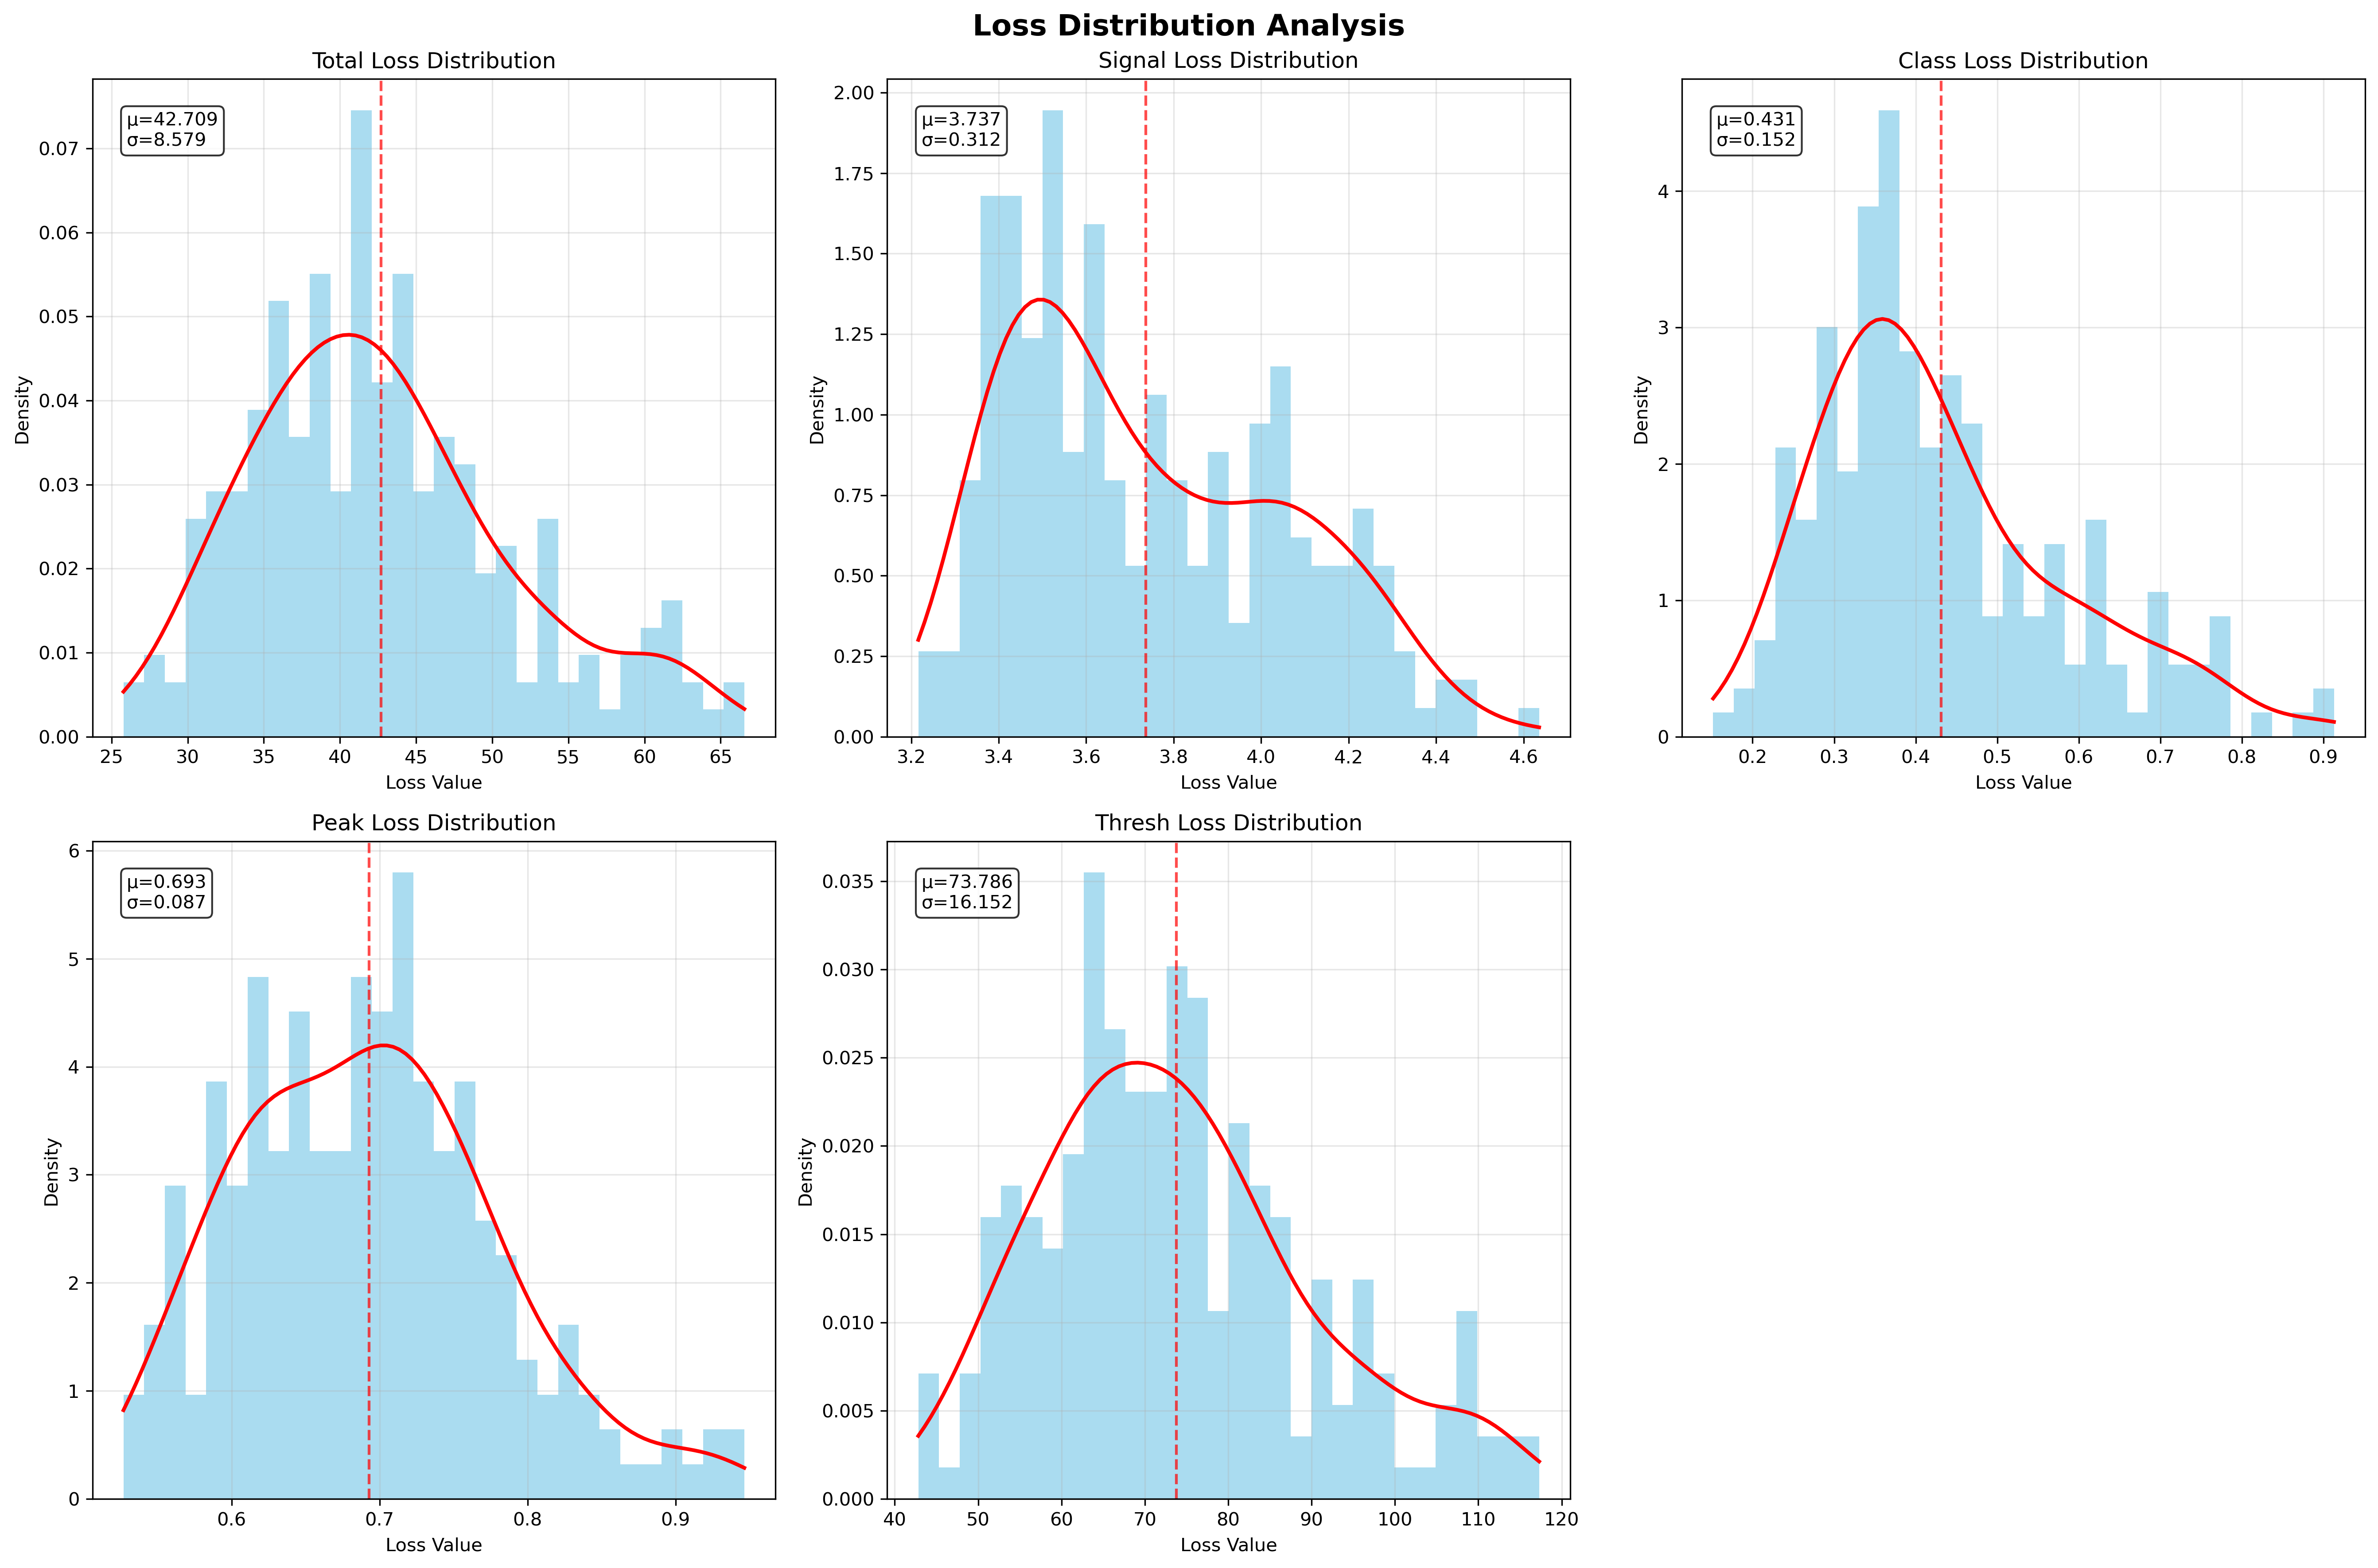 Loss Distribution Analysis
Total Loss Distribution
μ=42.709
σ=8.579
Density
0.07
0.06
0.05
0.04
0.03
0.02
0.01
0.00
25 30 35 40 45 50 55 60 65
Loss Value
Signal Loss Distribution
μ=3.737
σ=0.312
Density
2.00
1.75
1.50
1.25
1.00
0.75
0.50
0.25
0.00
3.2 3.4 3.6 3.8 4.0 4.2 4.4 4.6
Loss Value
Class Loss Distribution
μ=0.431
σ=0.152
Density
4
3
2
1
0
0.2 0.3 0.4 0.5 0.6 0.7 0.8 0.9
Loss Value
Peak Loss Distribution
μ=0.693
σ=0.087
Density
6
5
4
3
2
1
0
0.6 0.7 0.8 0.9
Loss Value
Thresh Loss Distribution
μ=73.786
σ=16.152
Density
0.035
0.030
0.025
0.020
0.015
0.010
0.005
0.000
40 50 60 70 80 90 100 110 120
Loss Value